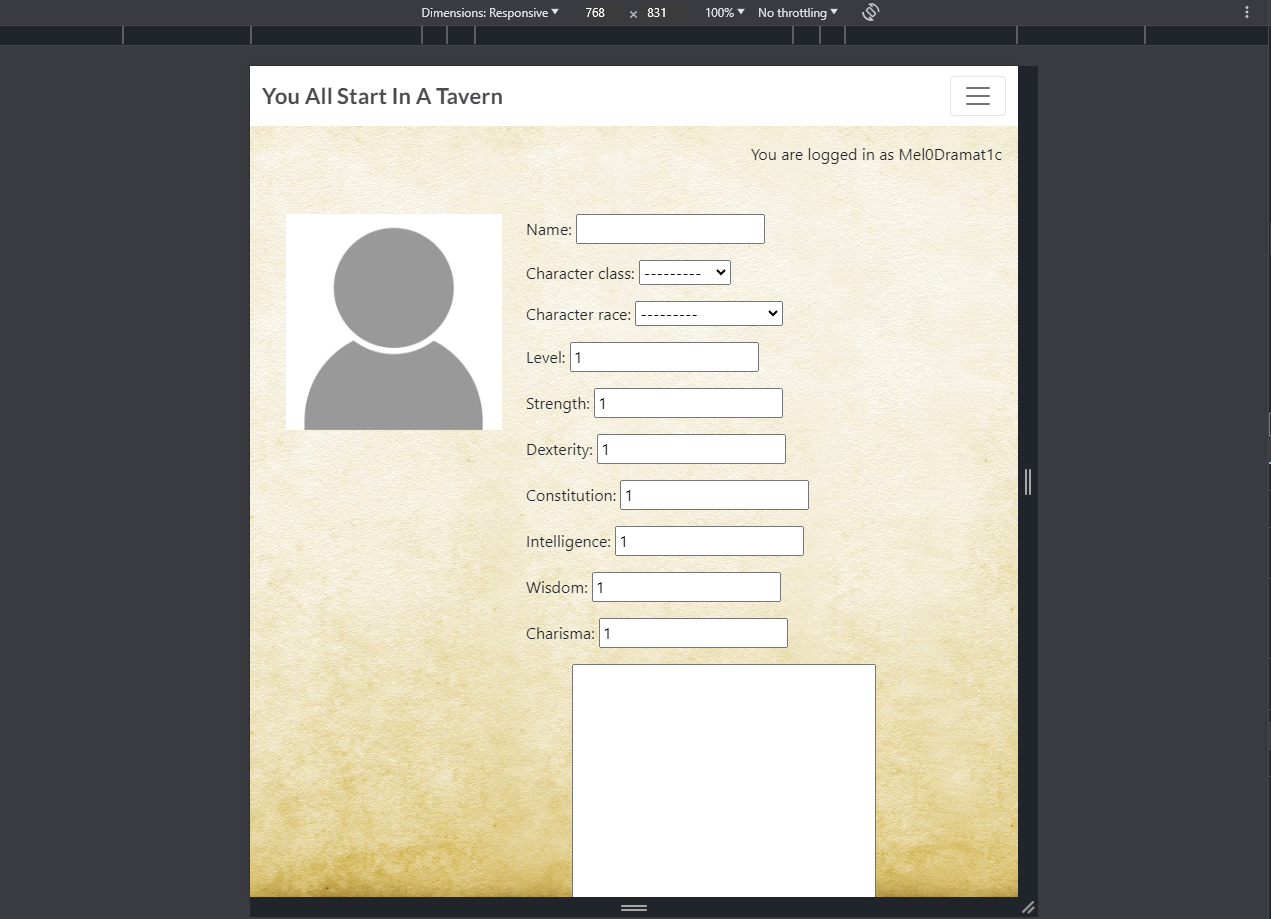 Dimensions: Responsive 768 × 831 100% No throttling
You All Start In A Tavern
You are logged in as Mel0Dramat1c
Name:
Character class: ---------
Character race: ---------
Level: 1
Strength: 1
Dexterity: 1
Constitution: 1
Intelligence: 1
Wisdom: 1
Charisma: 1